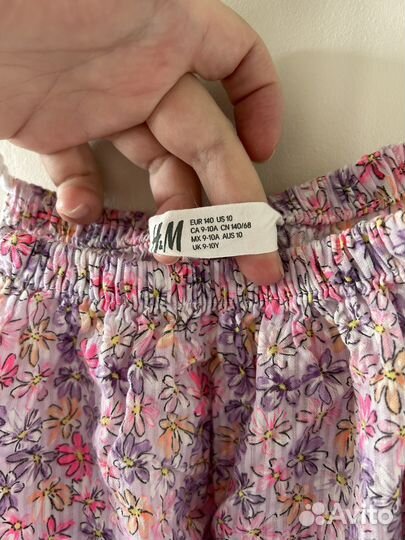 H&M
EUR 140 US 10
CA 9-10A CN 140/68
MX 9-10A AUS 10
UK 9-10Y
Avito